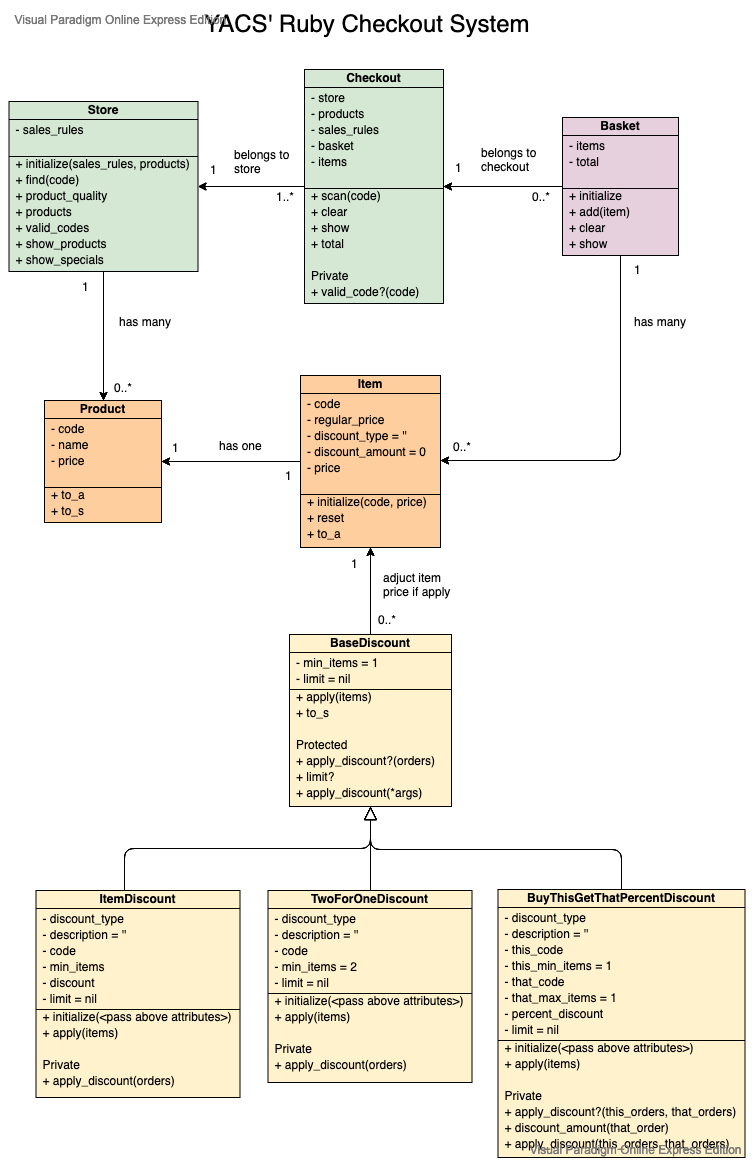 Visual Paradigm Online Express Edition
YACS' Ruby Checkout System
Store
- sales_rules
+ initialize(sales_rules, products)
+ find(code)
+ product_quality
+ products
+ valid_codes
+ show_products
+ show_specials
belongs to
store
1
1..*
Checkout
- store
- products
- sales_rules
- basket
- items
+ scan(code)
+ clear
+ show
+ total
Private
+ valid_code?(code)
belongs to
checkout
1
0..*
Basket
- items
- total
+ initialize
+ add(item)
+ clear
+ show
1
has many
0..*
1
has many
0..*
Product
- code
- name
- price
+ to_a
+ to_s
1
has one
1
Item
- code
- regular_price
- discount_type = ''
- discount_amount = 0
- price
+ initialize(code, price)
+ reset
+ to_a
1
adjuct item
price if apply
0..*
BaseDiscount
- min_items = 1
- limit = nil
+ apply(items)
+ to_s
Protected
+ apply_discount?(orders)
+ limit?
+ apply_discount(*args)
ItemDiscount
- discount_type
- description = ''
- code
- min_items
- discount
- limit = nil
+ initialize(<pass above attributes>)
+ apply(items)
Private
+ apply_discount(orders)
TwoForOneDiscount
- discount_type
- description = ''
- code
- min_items = 2
- limit = nil
+ initialize(<pass above attributes>)
+ apply(items)
Private
+ apply_discount(orders)
BuyThisGetThatPercentDiscount
- discount_type
- description = ''
- this_code
- this_min_items = 1
- that_code
- that_max_items = 1
- percent_discount
- limit = nil
+ initialize(<pass above attributes>)
+ apply(items)
Private
+ apply_discount?(this_orders, that_orders)
+ discount_amount(that_order)
+ apply_discount(this_orders, that_orders)
Visual Paradigm Online Express Edition